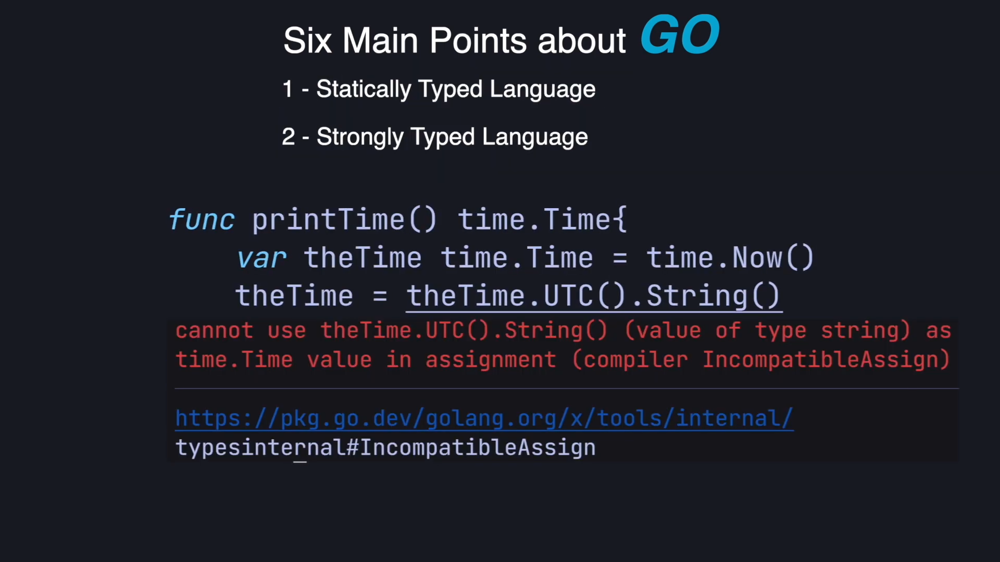 Six Main Points about GO
1 - Statically Typed Language
2 - Strongly Typed Language
func printTime() time.Time{
var theTime time.Time = time.Now()
theTime = theTime.UTC().String()
cannot use theTime.UTC().String() (value of type string) as
time.Time value in assignment (compiler IncompatibleAssign)
https://pkg.go.dev/golang.org/x/tools/internal/
typesinternal#IncompatibleAssign